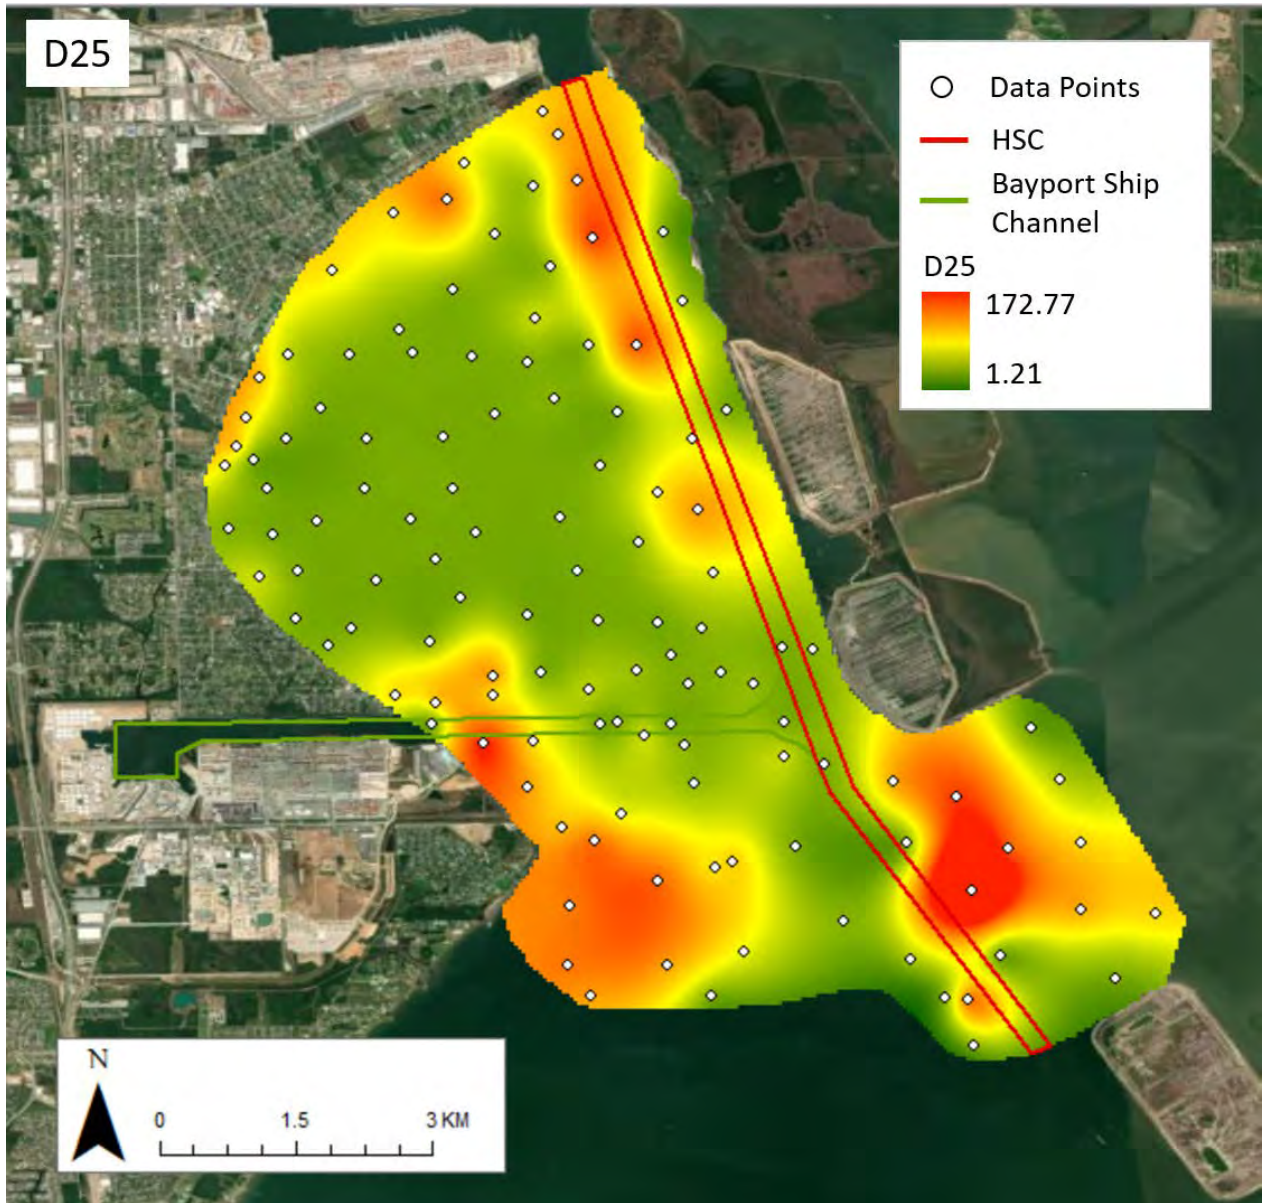 D25
Data Points
HSC
Bayport Ship
Channel
D25
172.77
1.21
N
0 1.5 3 KM